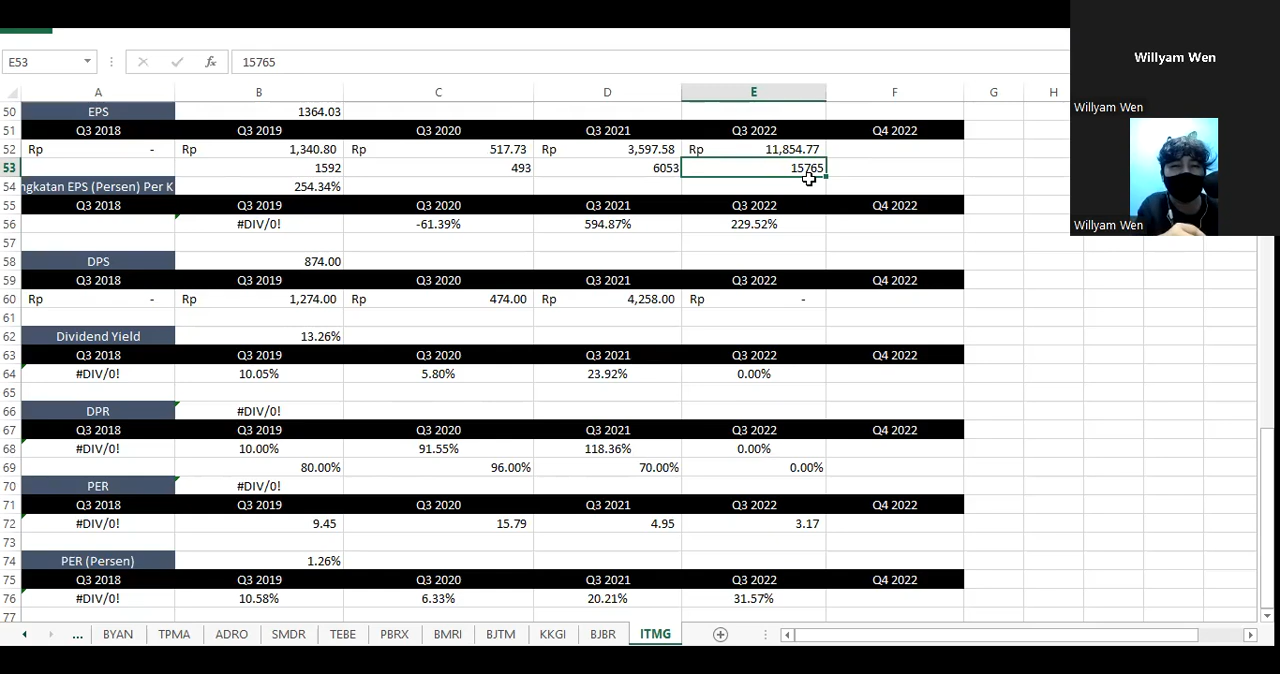 Willyam Wen
E53 fx 15765
A B C D E F G H
Willyam Wen
50 EPS 1364.03
51 Q3 2018 Q3 2019 Q3 2020 Q3 2021 Q3 2022 Q4 2022
52 Rp - Rp 1,340.80 Rp 517.73 Rp 3,597.58 Rp 11,854.77
53 1592 493 6053 15765
54 ngkatan EPS (Persen) Per K 254.34%
55 Q3 2018 Q3 2019 Q3 2020 Q3 2021 Q3 2022 Q4 2022
56 #DIV/0! -61.39% 594.87% 229.52%
Willyam Wen
57
58 DPS 874.00
59 Q3 2018 Q3 2019 Q3 2020 Q3 2021 Q3 2022 Q4 2022
60 Rp - Rp 1,274.00 Rp 474.00 Rp 4,258.00 Rp -
61
62 Dividend Yield 13.26%
63 Q3 2018 Q3 2019 Q3 2020 Q3 2021 Q3 2022 Q4 2022
64 #DIV/0! 10.05% 5.80% 23.92% 0.00%
65
66 DPR #DIV/0!
67 Q3 2018 Q3 2019 Q3 2020 Q3 2021 Q3 2022 Q4 2022
68 #DIV/0! 10.00% 91.55% 118.36% 0.00%
69 80.00% 96.00% 70.00% 0.00%
70 PER #DIV/0!
71 Q3 2018 Q3 2019 Q3 2020 Q3 2021 Q3 2022 Q4 2022
72 #DIV/0! 9.45 15.79 4.95 3.17
73
74 PER (Persen) 1.26%
75 Q3 2018 Q3 2019 Q3 2020 Q3 2021 Q3 2022 Q4 2022
76 #DIV/0! 10.58% 6.33% 20.21% 31.57%
77
... BYAN TPMA ADRO SMDR TEBE PBRX BMRI BJTM KKGI BJBR ITMG